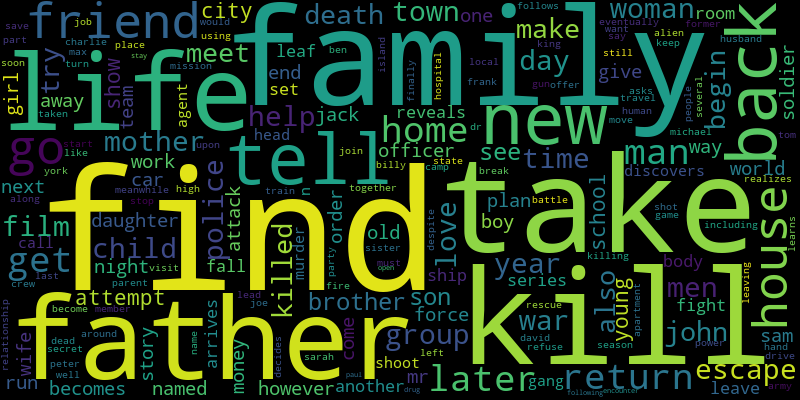 job
save
part
friend
city
death
town
one
woman
room
follows
eventually
former
would
using
charlie
max
place
stay
ben
leaf
meet
make
king
want
say
still
alien
keep
husband
back
soon
girl
try
mission
island
finally
hospital
local
frank
gun
offer
day
give
people
several
begin
soldier
life
family
away
taken
show
team
agent
end
set
help
jack
reveals
asks
travel
human
move
tom
go
start
like
york
mother
tell
head
dr
home
officer
new
see
time
man
michael
way
discovers
world
realizes
work
upon
join
billy
state
camp
together
break
plan
boy
school
battle
shot
game
including
learns
next
along
meanwhile
high
car
police
attack
train
n
order
murder
find
take
daughter
stop
film
child
call
old
sister
despite
love
killing
house
get
night
visit
fall
killed
party
must
open
fire
ship
year
series
also
body
men
young
rescue
apartment
leaving
last
crew
parent
attempt
brother
son
force
war
fight
relationship
become
member
father
lead
joe
come
group
kill
david
refuse
season
john
power
sam
hand
drive
wife
dead
secret
around
peter
well
story
name
arrives
money
decides
sarah
shoot
left
mr
later
gang
return
escape
run
becomes
named
however
another
paul
drug
following
encounter
leave
army